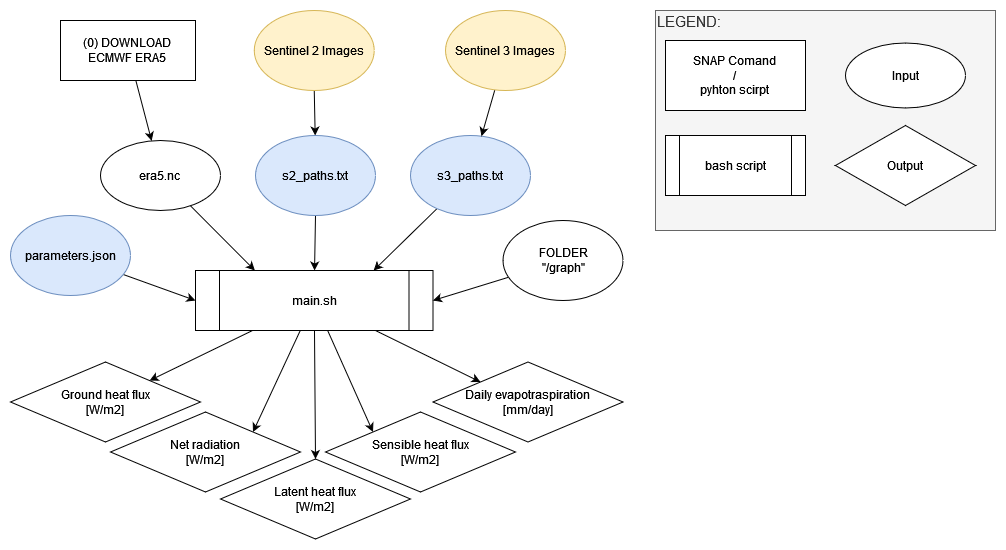 (0) DOWNLOAD
ECMWF ERA5
Sentinel 2 Images
Sentinel 3 Images
era5.nc
s2_paths.txt
s3_paths.txt
parameters.json
FOLDER
"/graph"
main.sh
Ground heat flux
[W/m2]
Net radiation
[W/m2]
Latent heat flux
[W/m2]
Sensible heat flux
[W/m2]
Daily evapotraspiration
[mm/day]
LEGEND:
SNAP Comand
/
pyhton scirpt
Input
bash script
Output